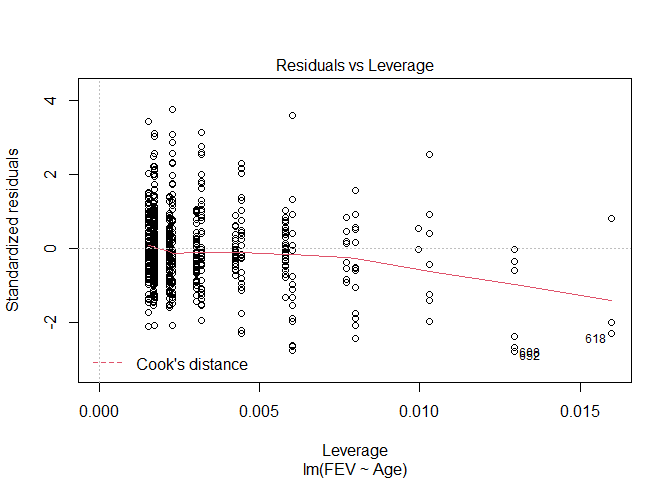 Residuals vs Leverage
4
2
0
-2
Standardized residuals
618
Cook's distance
0.000 0.005 0.010 0.015
Leverage
lm(FEV ~ Age)